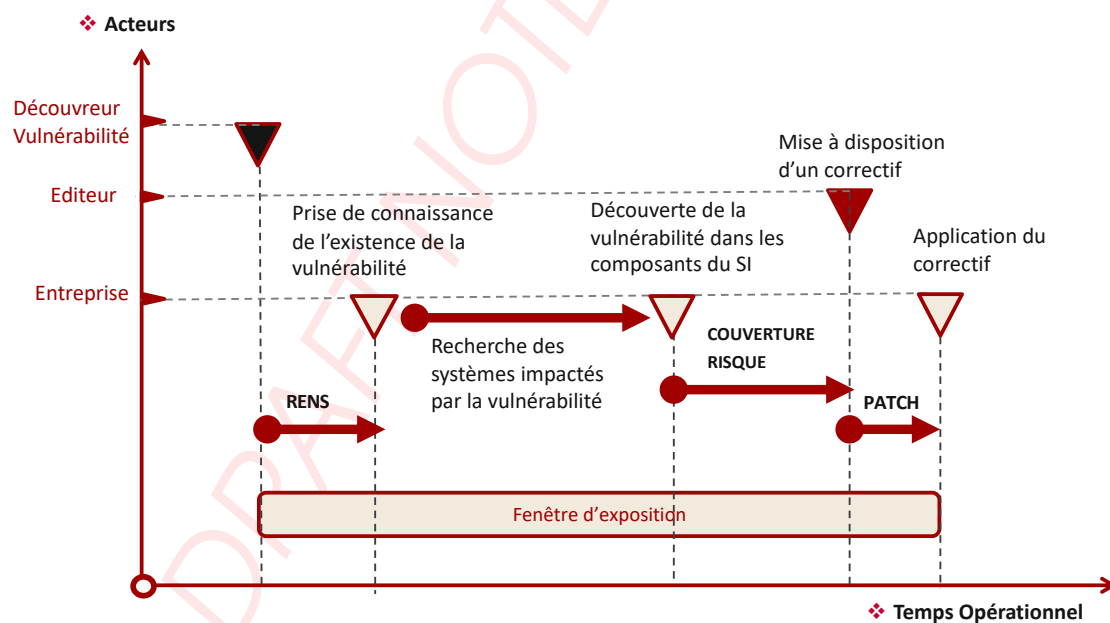 ❖ Acteurs
Découvreur
Vulnérabilité
Mise à disposition
d'un correctif
Editeur
Prise de connaissance
de l'existence de la
vulnérabilité
Découverte de la
vulnérabilité dans les
composants du SI
Application du
correctif
Entreprise
Recherche des
systèmes impactés
par la vulnérabilité
COUVERTURE
RISQUE
RENS
PATCH
Fenêtre d'exposition
❖ Temps Opérationnel
DRAFT NOTE